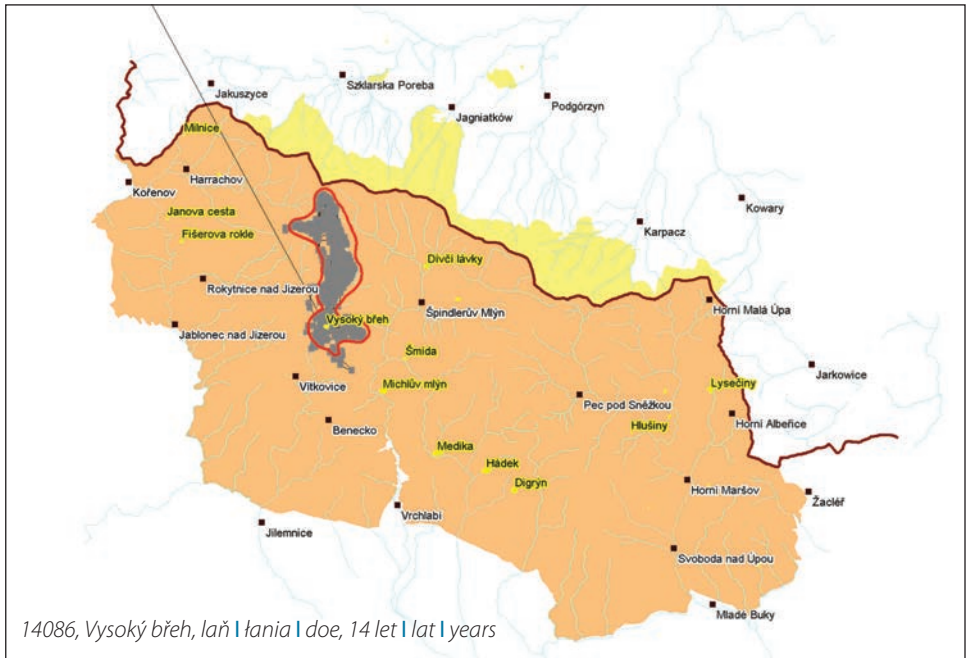 Szklarska Poreba
Jakuszyce
Podgórzyn
Jagniatków
Milnice
Harrachov
Kořenov
Kowary
Janova cesta
Karpacz
Fišerova rokle
Dívčí lávky
Rokytnice nad Jizerou
Horní Malá Úpa
Špindlerův Mlýn
Vysoký břeh
Jablonec nad Jizerou
Šmída
Jarkowice
Vítkovice
Michlův mlýn
Lysečiny
Pec pod Sněžkou
Benecko
Hlušiny
Horní Albeřice
Medika
Hádek
Digrýn
Horní Maršov
Žacléř
Vrchlabí
Jilemnice
Svoboda nad Úpou
Mladé Buky
14086, Vysoký břeh, laň I łania I doe, 14 let I lat I years